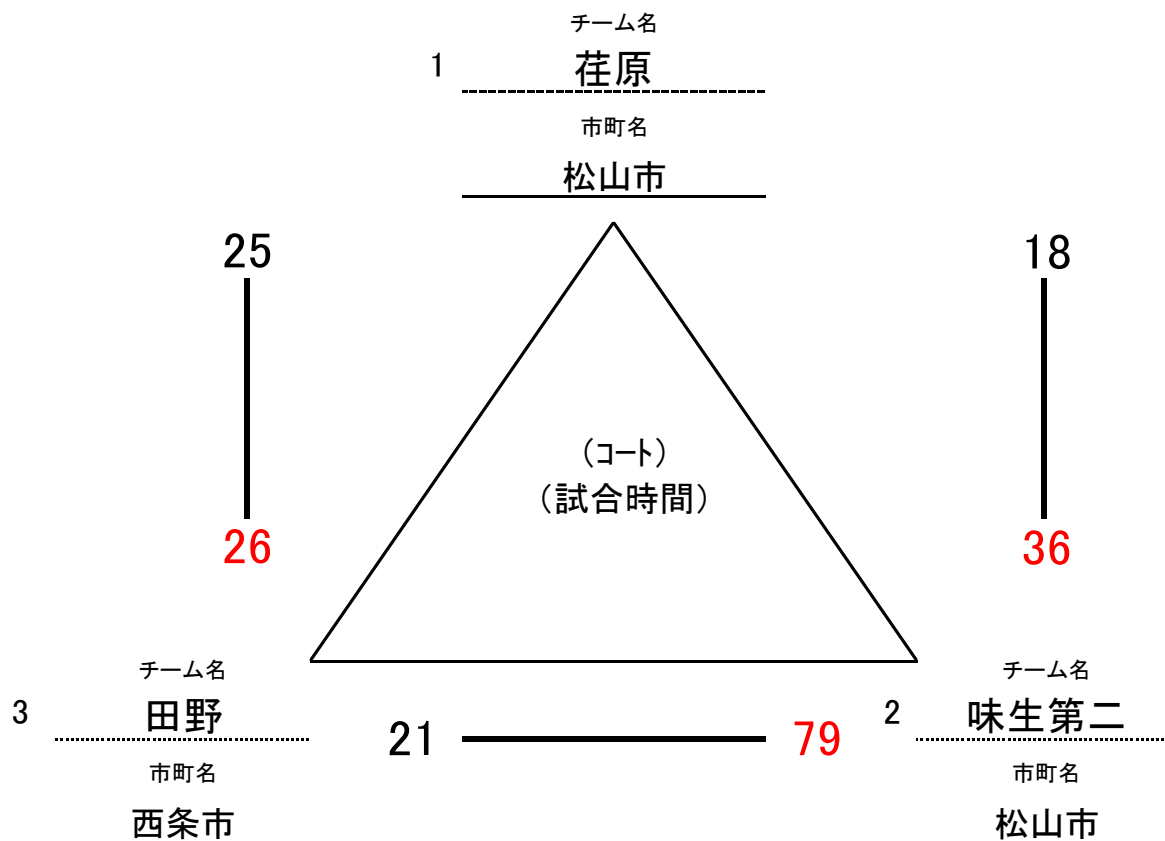 チーム名
1
荏原
市町名
松山市
25
18
(コート)
(試合時間)
26
36
チーム名
チーム名
3
田野
21
79
2
味生第二
市町名
市町名
西条市
松山市